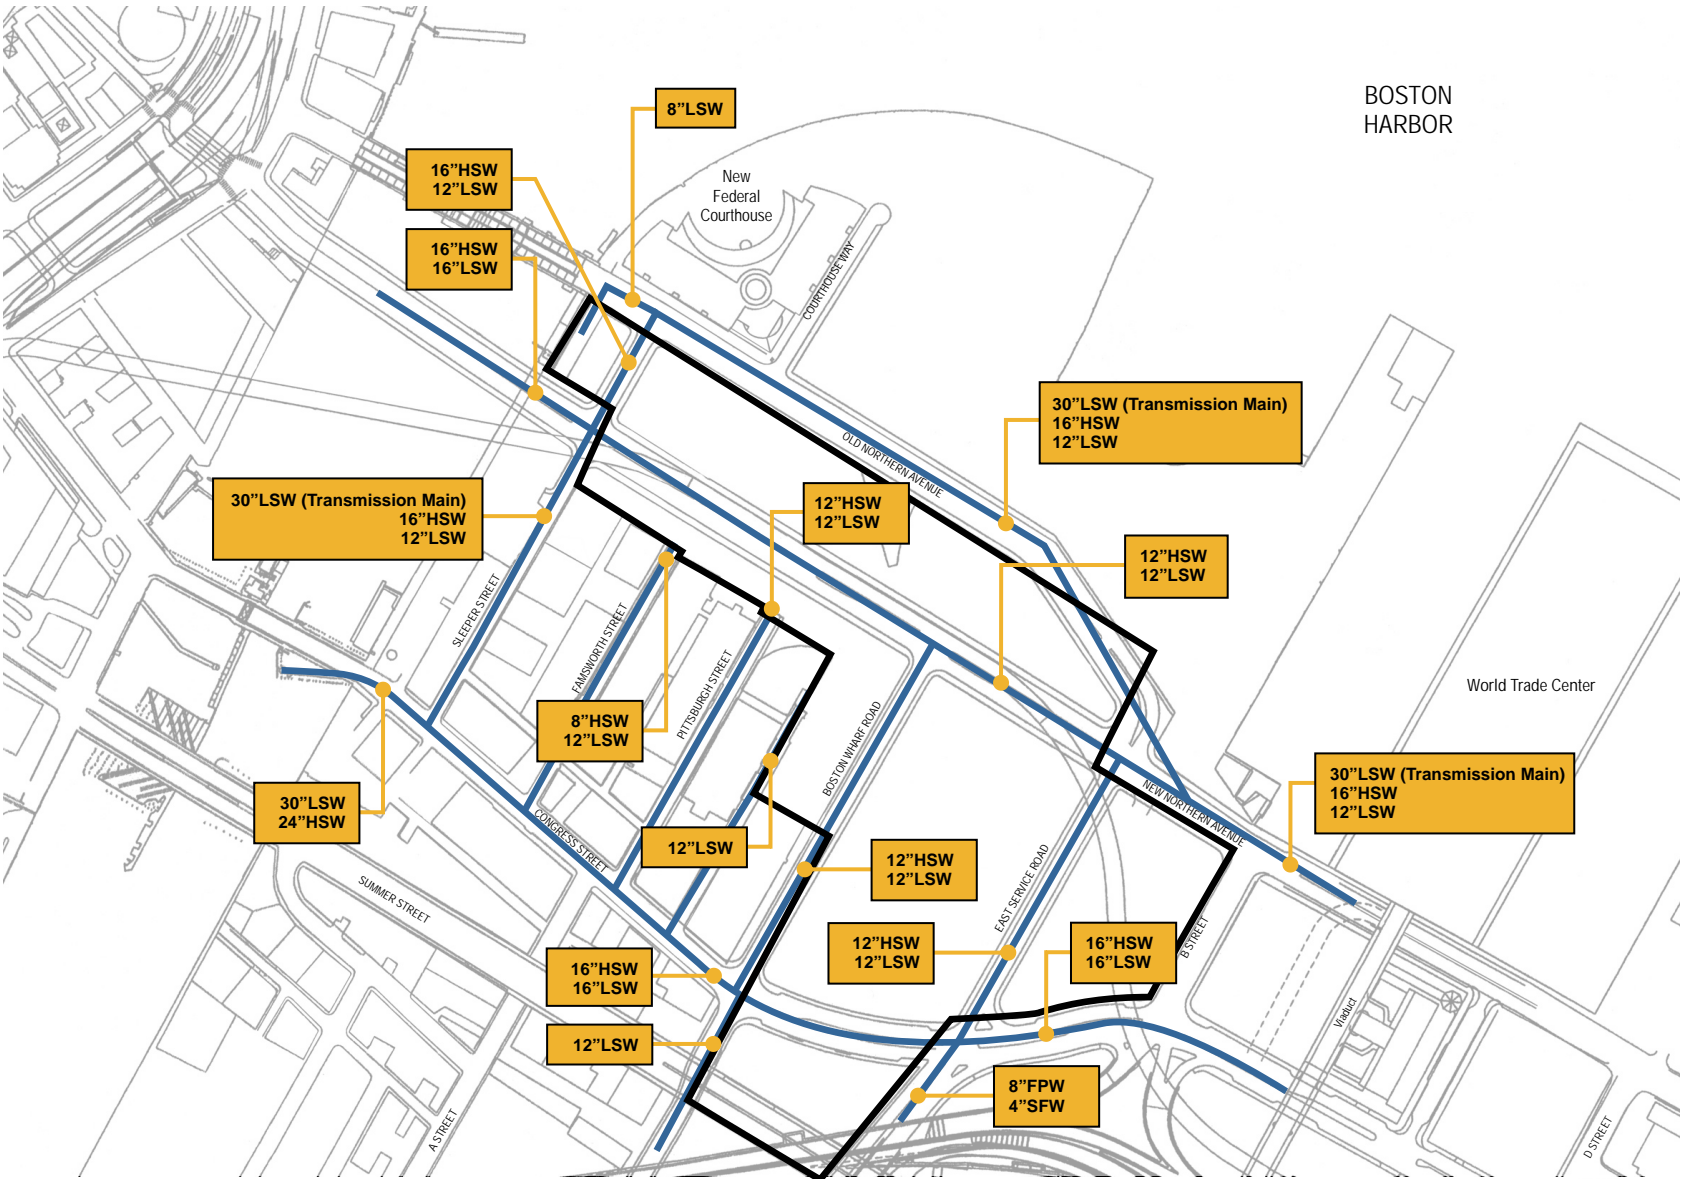 BOSTON
HARBOR
8”LSW
16”HSW
12”LSW
New
Federal
Courthouse
16”HSW
16”LSW
COURTHOUSE WAY
30”LSW (Transmission Main)
16”HSW
12”LSW
OLD NORTHERN AVENUE
30”LSW (Transmission Main)
16”HSW
12”LSW
12”HSW
12”LSW
12”HSW
12”LSW
SLEEPER STREET
FAMSWORTH STREET
PITTSBURGH STREET
World Trade Center
8”HSW
12”LSW
BOSTON WHARF ROAD
30”LSW
24”HSW
CONGRESS STREET
NEW NORTHERN AVENUE
30”LSW (Transmission Main)
16”HSW
12”LSW
12”LSW
12”HSW
12”LSW
SUMMER STREET
EAST SERVICE ROAD
12”HSW
12”LSW
16”HSW
16”LSW
B STREET
16”HSW
16”LSW
Viaduct
12”LSW
8”FPW
4”SFW
A STREET
D STREET